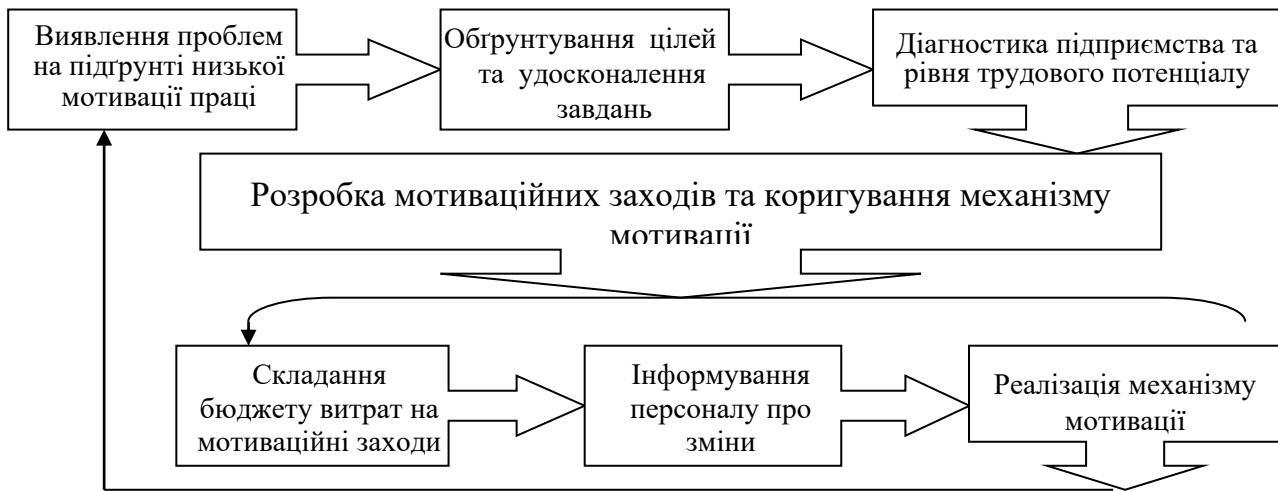 Виявлення проблем
на підґрунті низької
мотивації праці
Обґрунтування цілей
та удосконалення
завдань
Діагностика підприємства та
рівня трудового потенціалу
Розробка мотиваційних заходів та коригування механізму
мотивації
Складання
бюджету витрат на
мотиваційні заходи
Інформування
персоналу про
зміни
Реалізація механізму
мотивації